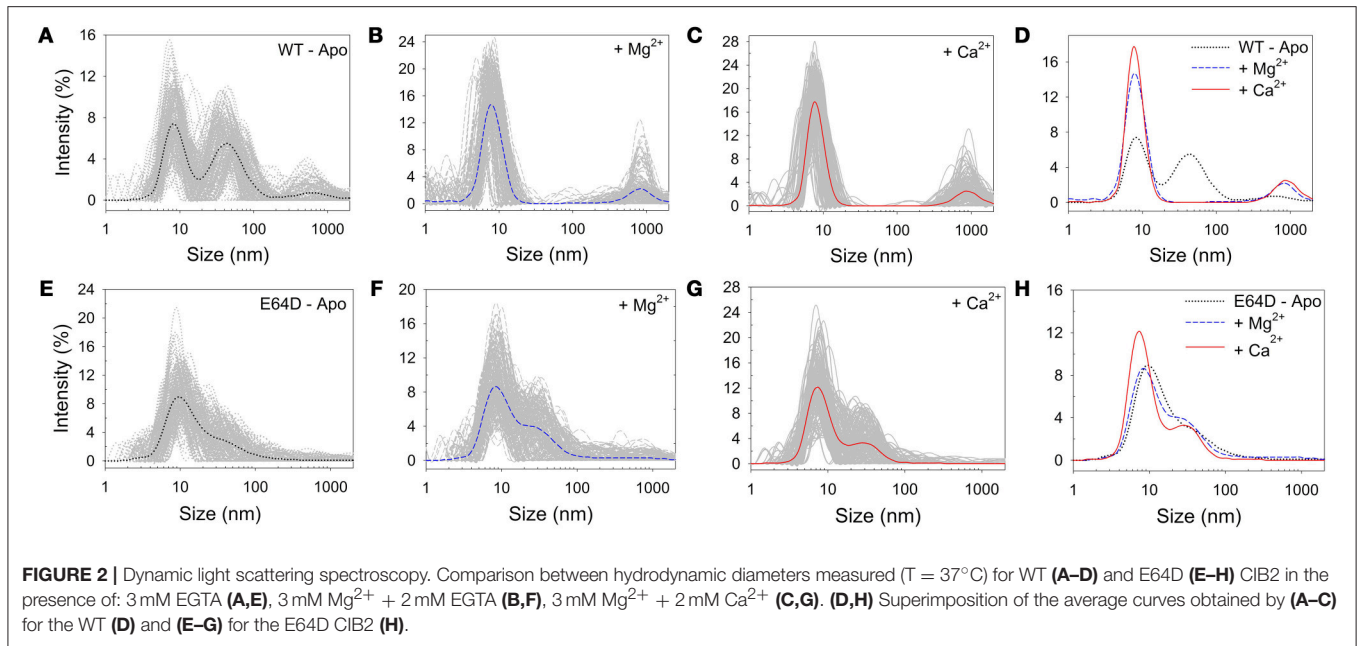 A
WT - Apo
Intensity (%)
16
12
8
4
0
1 10 100 1000
Size (nm)
B
+ Mg²⁺
24
20
16
12
8
4
0
1 10 100 1000
Size (nm)
C
+ Ca²⁺
28
24
20
16
12
8
4
0
1 10 100 1000
Size (nm)
D
WT - Apo
+ Mg²⁺
+ Ca²⁺
16
12
8
4
0
1 10 100 1000
Size (nm)
E
E64D - Apo
Intensity (%)
24
20
16
12
8
4
0
1 10 100 1000
Size (nm)
F
+ Mg²⁺
20
16
12
8
4
0
1 10 100 1000
Size (nm)
G
+ Ca²⁺
28
24
20
16
12
8
4
0
1 10 100 1000
Size (nm)
H
E64D - Apo
+ Mg²⁺
+ Ca²⁺
16
12
8
4
0
1 10 100 1000
Size (nm)
FIGURE 2 | Dynamic light scattering spectroscopy. Comparison between hydrodynamic diameters measured (T = 37°C) for WT (A–D) and E64D (E–H) CIB2 in the
presence of: 3 mM EGTA (A,E), 3 mM Mg²⁺ + 2 mM EGTA (B,F), 3 mM Mg²⁺ + 2 mM Ca²⁺ (C,G). (D,H) Superimposition of the average curves obtained by (A–C)
for the WT (D) and (E–G) for the E64D CIB2 (H).